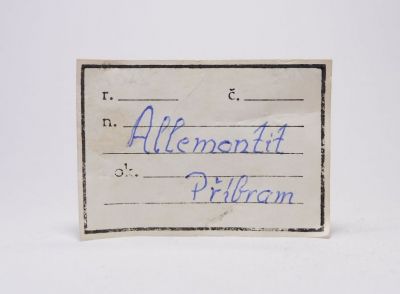 r. č.
n. Allemontit
ok.
Příbram